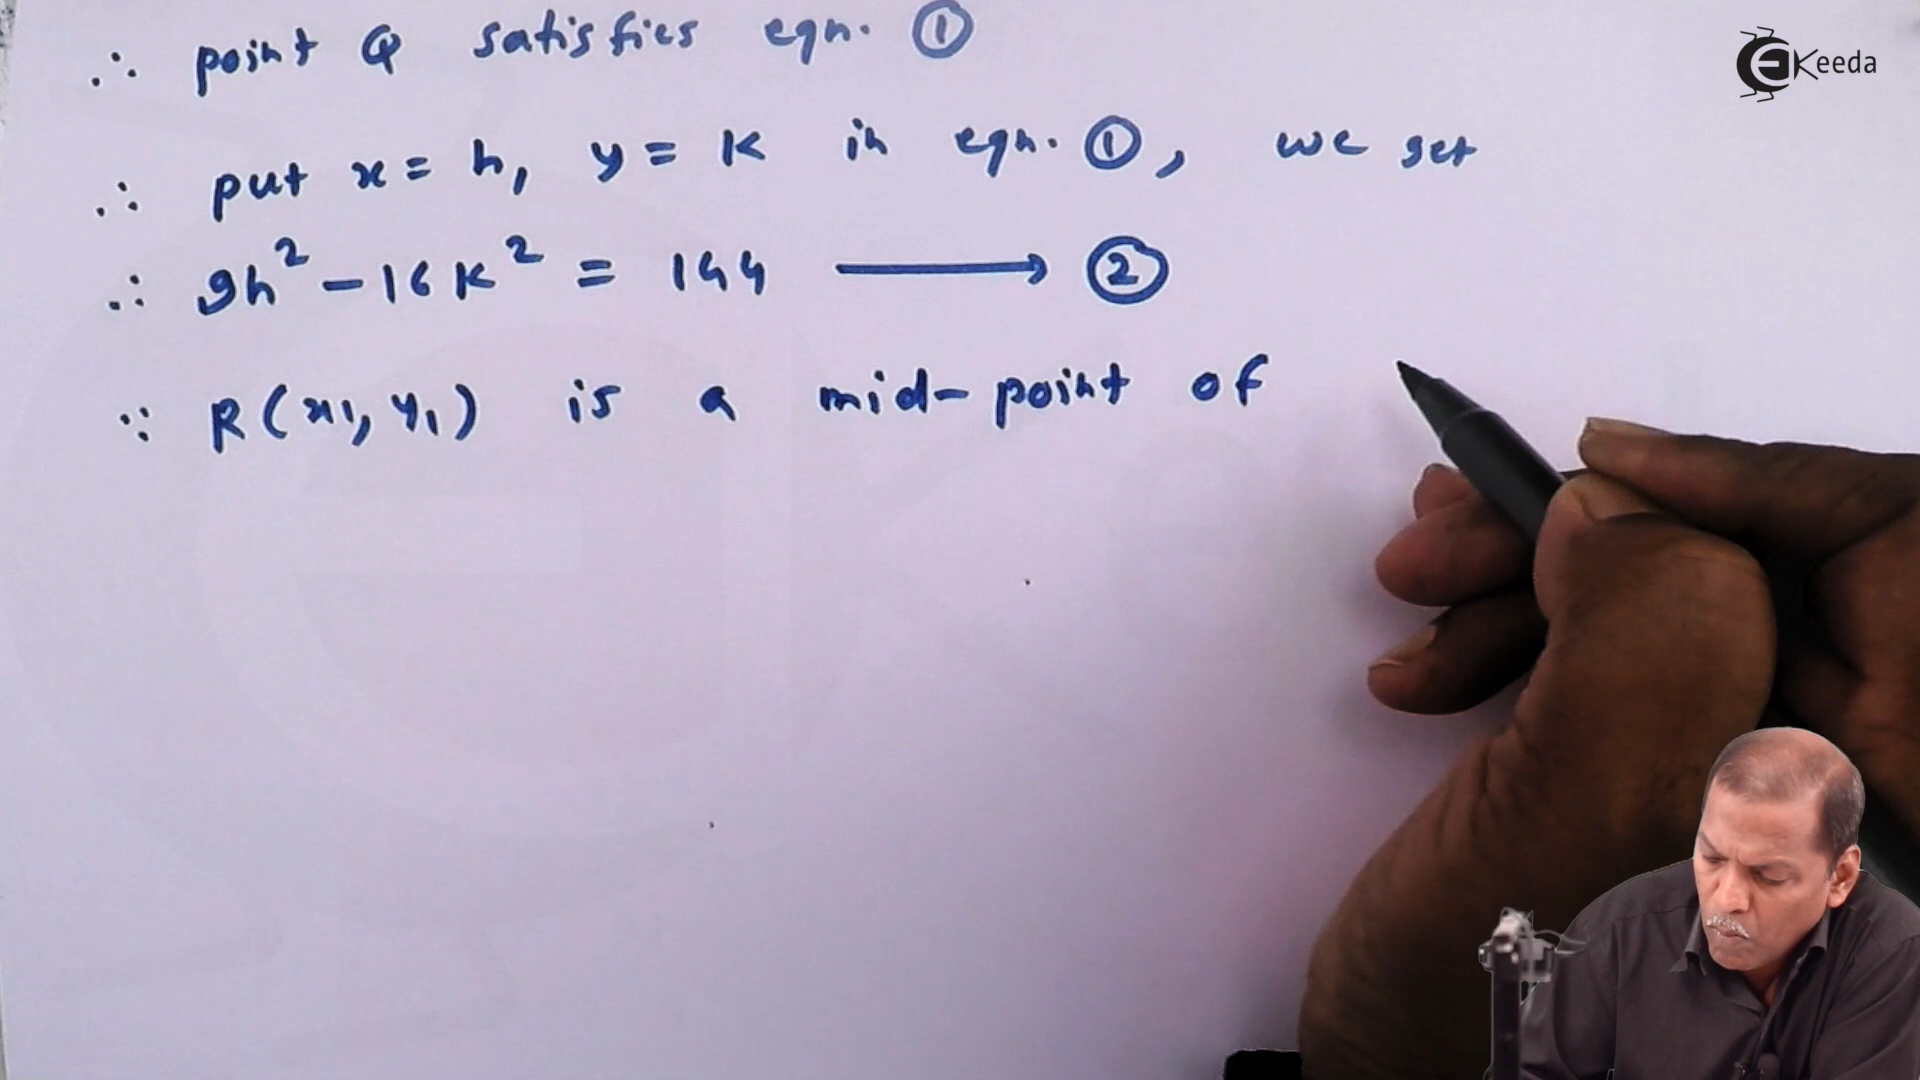 ∴ point Q satisfies eqn. ①
∴ put x = h, y = K in eqn. ①, we get
∴ 9h² - 16K² = 144 ⟶ ②
∵ R(x1, y1) is a mid-point of
eKeeda